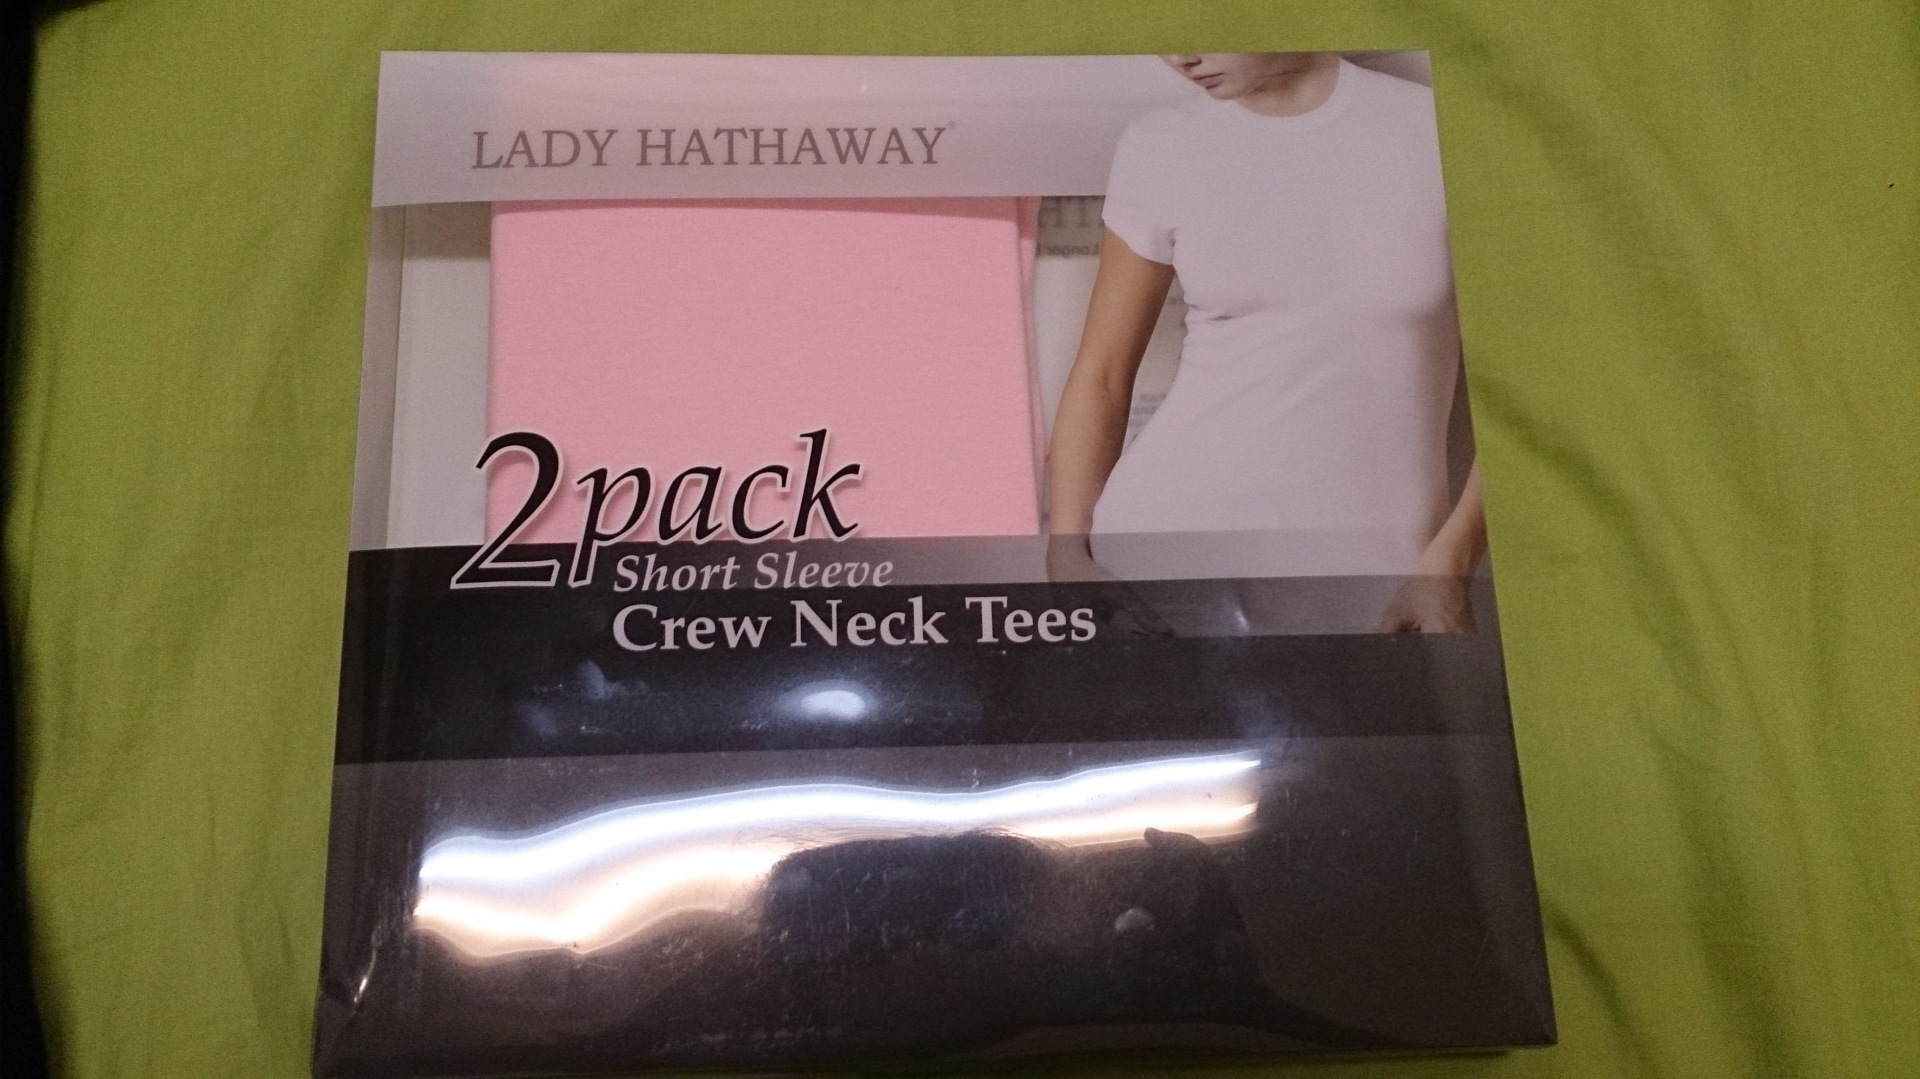 LADY HATHAWAY®
2pack
Short Sleeve
Crew Neck Tees